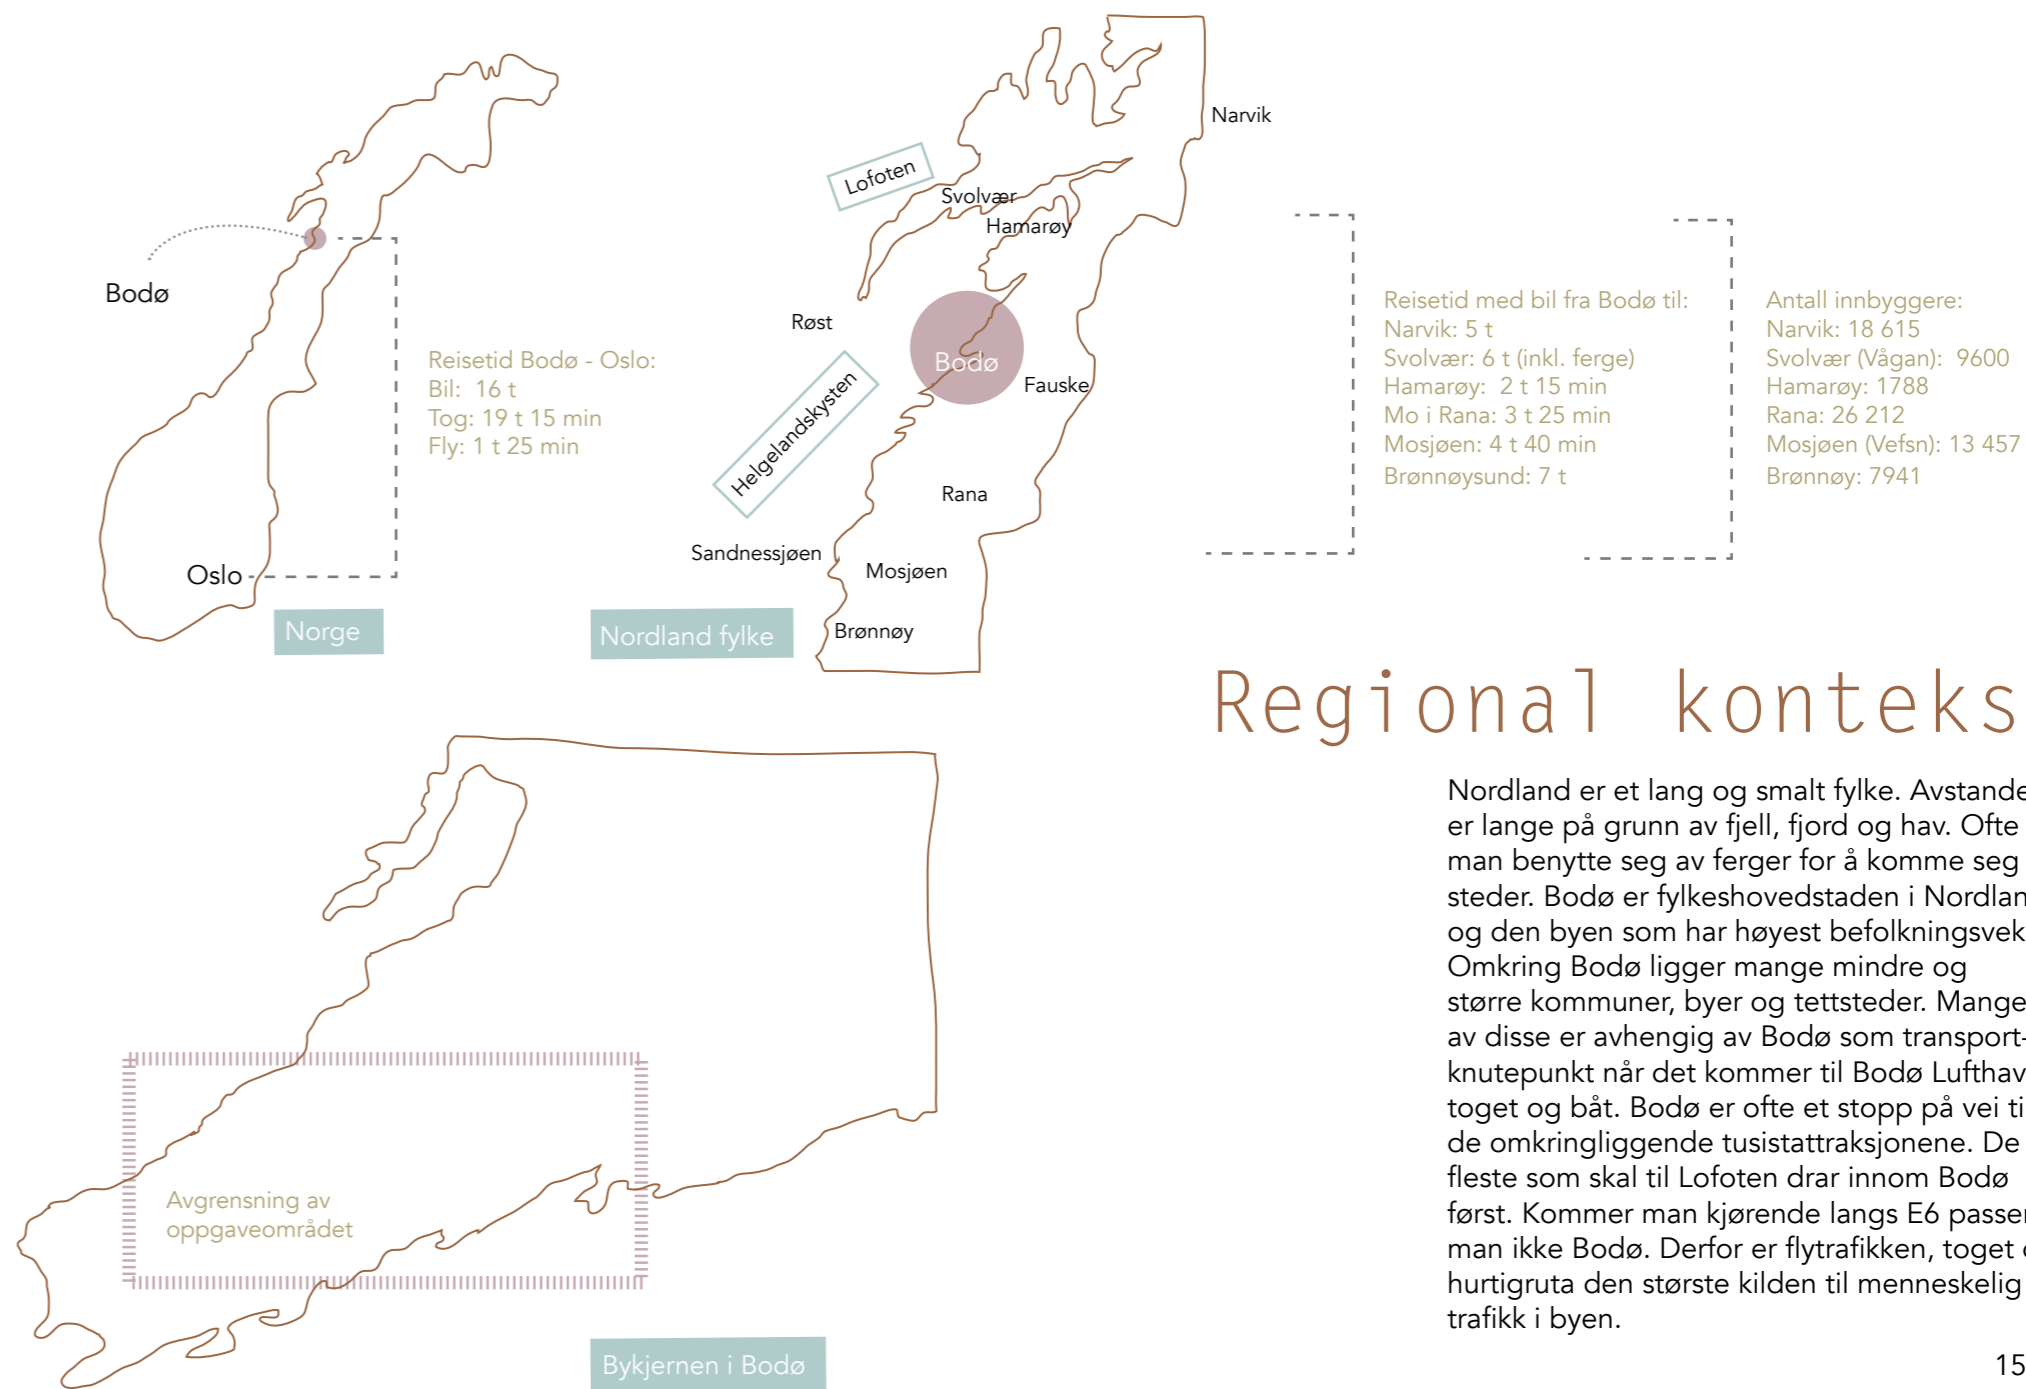 Bodø
Oslo
Reisetid Bodø - Oslo:
Bil: 16 t
Tog: 19 t 15 min
Fly: 1 t 25 min
Norge
Narvik
Lofoten
Svolvær
Hamarøy
Røst
Bodø
Fauske
Helgelandskysten
Rana
Sandnessjøen
Mosjøen
Brønnøy
Nordland fylke
Reisetid med bil fra Bodø til:
Narvik: 5 t
Svolvær: 6 t (inkl. ferge)
Hamarøy: 2 t 15 min
Mo i Rana: 3 t 25 min
Mosjøen: 4 t 40 min
Brønnøysund: 7 t
Antall innbyggere:
Narvik: 18 615
Svolvær (Vågan): 9600
Hamarøy: 1788
Rana: 26 212
Mosjøen (Vefsn): 13 457
Brønnøy: 7941
Regional konteks
Nordland er et lang og smalt fylke. Avstande
er lange på grunn av fjell, fjord og hav. Ofte
man benytte seg av ferger for å komme seg
steder. Bodø er fylkeshovedstaden i Nordlan
og den byen som har høyest befolkningsvek
Omkring Bodø ligger mange mindre og
større kommuner, byer og tettsteder. Mange
av disse er avhengig av Bodø som transport-
knutepunkt når det kommer til Bodø Lufthav
toget og båt. Bodø er ofte et stopp på vei ti
de omkringliggende tusistattraksjonene. De
fleste som skal til Lofoten drar innom Bodø
først. Kommer man kjørende langs E6 passer
man ikke Bodø. Derfor er flytrafikken, toget o
hurtigruta den største kilden til menneskelig
trafikk i byen.
Avgrensning av
oppgaveområdet
Bykjernen i Bodø
15